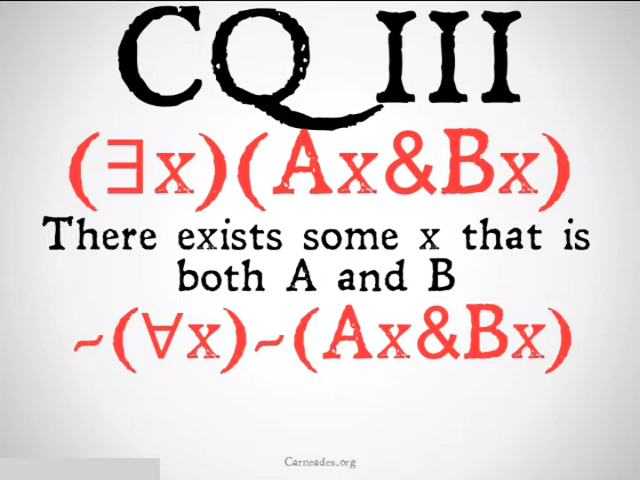 CQ III
(∃x)(Ax&Bx)
There exists some x that is
both A and B
~(∀x)~(Ax&Bx)
Carneades.org